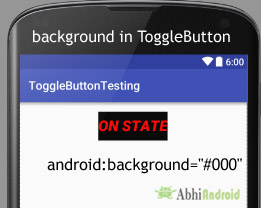 background in ToggleButton
6:00
ToggleButtonTesting
ON STATE
android:background="#000"
AbhiAndroid